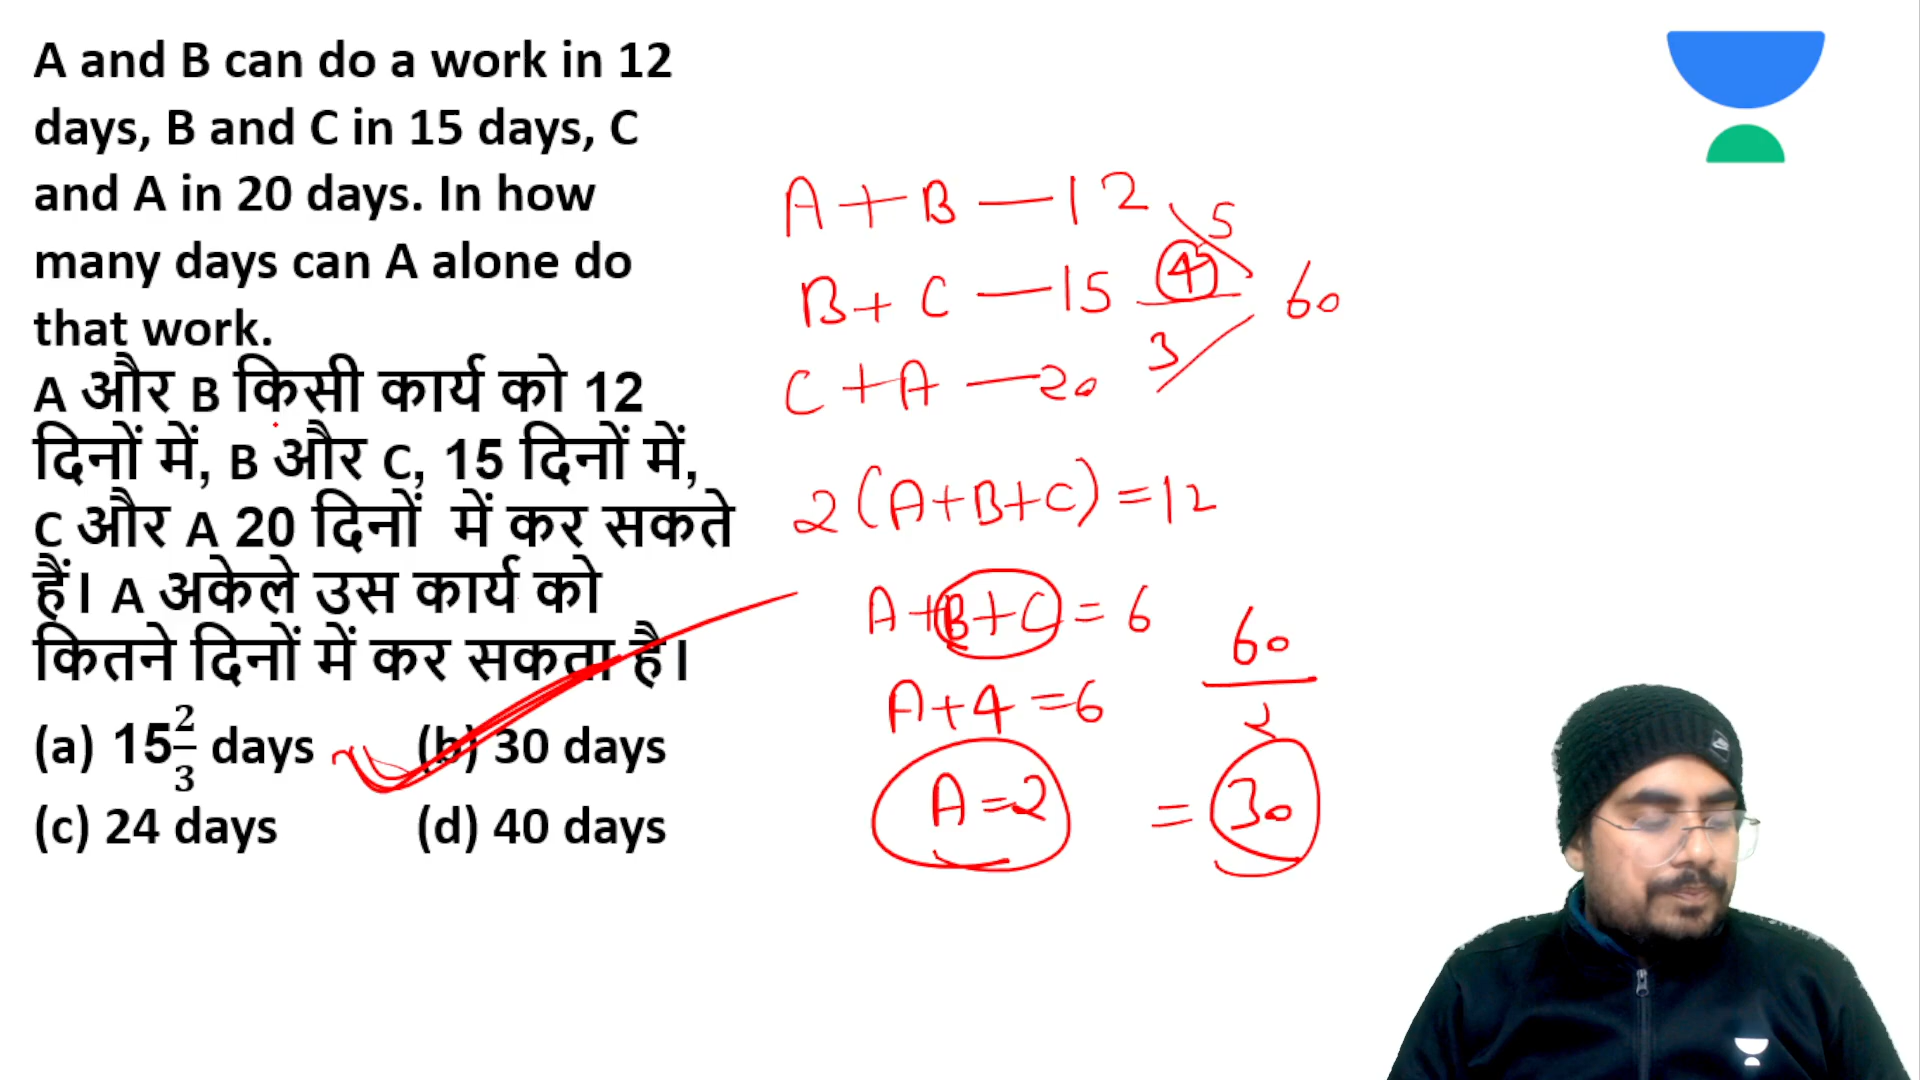 A and B can do a work in 12
days, B and C in 15 days, C
and A in 20 days. In how
many days can A alone do
that work.
A और B किसी कार्य को 12
दिनों में, B और C, 15 दिनों में,
C और A 20 दिनों में कर सकते
हैं। A अकेले उस कार्य को
कितने दिनों में कर सकता है।
(a) 15 2/3 days (b) 30 days
(c) 24 days (d) 40 days
A + B — 12 5
B + C — 15 4 60
C + A — 20 3
2 (A+B+C) = 12
A + B + C = 6
A + 4 = 6
A = 2
60
2
= 30